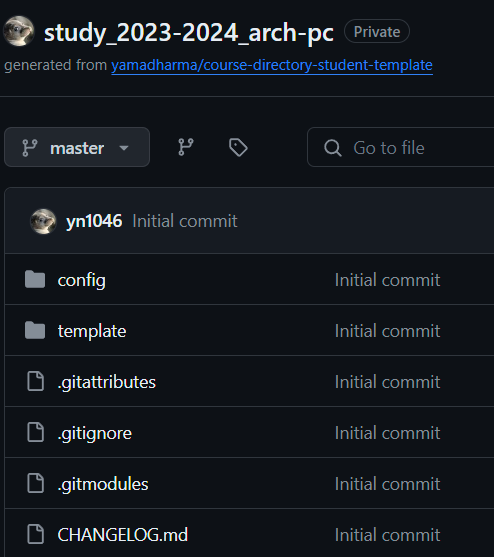 study_2023-2024_arch-pc Private
generated from yamadharma/course-directory-student-template
master Go to file
yn1046 Initial commit
config Initial commit
template Initial commit
.gitattributes Initial commit
.gitignore Initial commit
.gitmodules Initial commit
CHANGELOG.md Initial commit